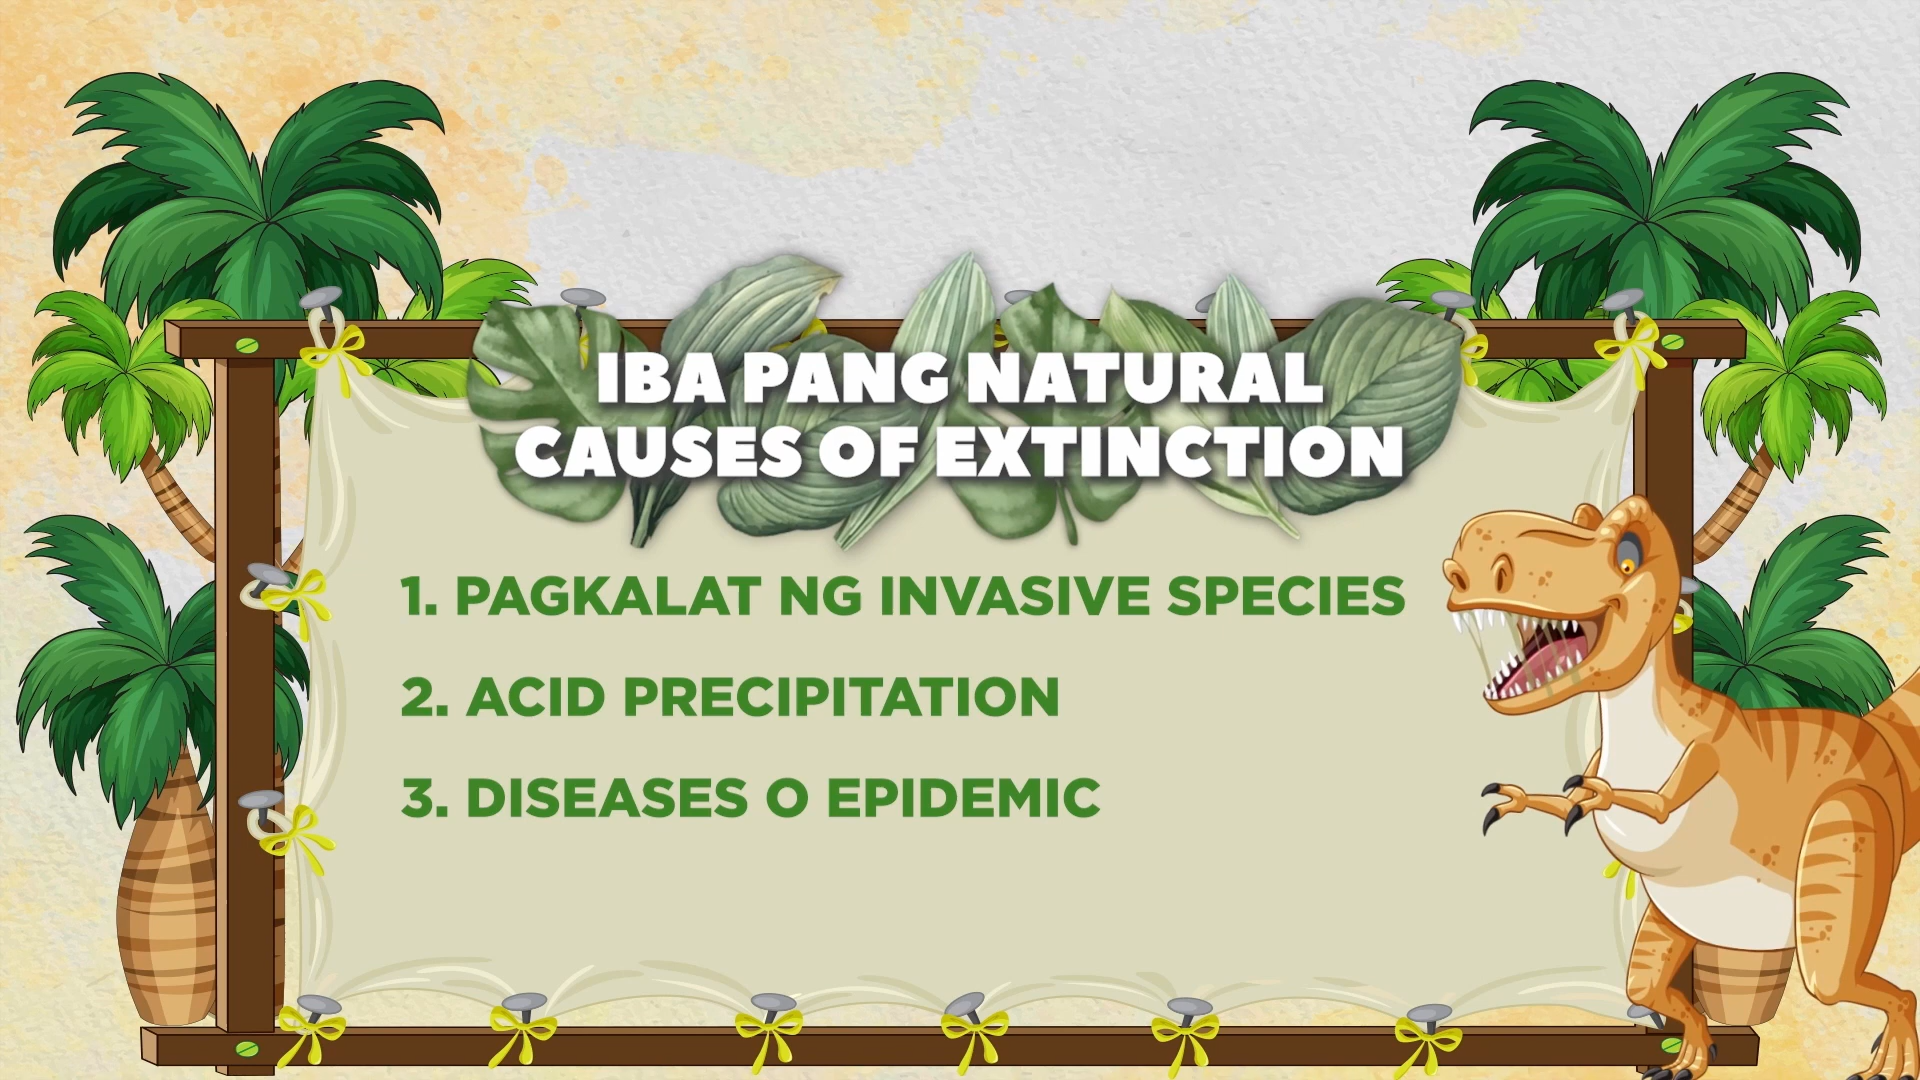 IBA PANG NATURAL
CAUSES OF EXTINCTION
1. PAGKALAT NG INVASIVE SPECIES
2. ACID PRECIPITATION
3. DISEASES O EPIDEMIC